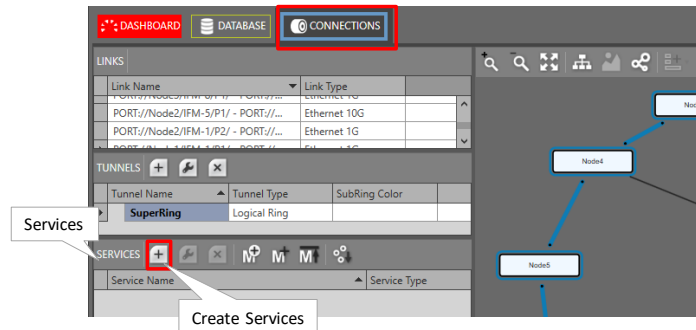 DASHBOARD DATABASE CONNECTIONS
LINKS
Link Name Link Type
PORT://Node2/IFM-5/P1/ - PORT://... Ethernet 10G
PORT://Node2/IFM-1/P2/ - PORT://... Ethernet 1G
TUNNELS
Tunnel Name Tunnel Type SubRing Color
SuperRing Logical Ring
Services
SERVICES
Service Name Service Type
Create Services
Node4
Node5